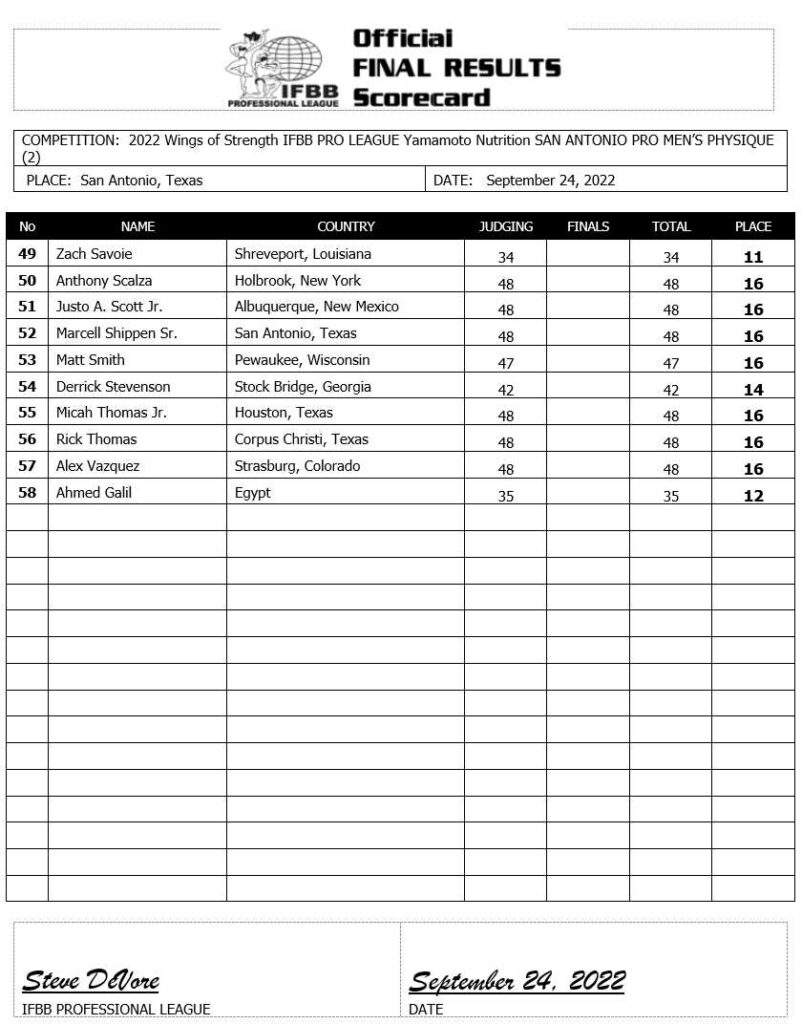 Official
FINAL RESULTS
Scorecard
IFBB
PROFESSIONAL LEAGUE
COMPETITION: 2022 Wings of Strength IFBB PRO LEAGUE Yamamoto Nutrition SAN ANTONIO PRO MEN'S PHYSIQUE
(2)
PLACE: San Antonio, Texas DATE: September 24, 2022
No NAME COUNTRY JUDGING FINALS TOTAL PLACE
49 Zach Savoie Shreveport, Louisiana 34 34 11
50 Anthony Scalza Holbrook, New York 48 48 16
51 Justo A. Scott Jr. Albuquerque, New Mexico 48 48 16
52 Marcell Shippen Sr. San Antonio, Texas 48 48 16
53 Matt Smith Pewaukee, Wisconsin 47 47 16
54 Derrick Stevenson Stock Bridge, Georgia 42 42 14
55 Micah Thomas Jr. Houston, Texas 48 48 16
56 Rick Thomas Corpus Christi, Texas 48 48 16
57 Alex Vazquez Strasburg, Colorado 48 48 16
58 Ahmed Galil Egypt 35 35 12
Steve DeVore September 24, 2022
IFBB PROFESSIONAL LEAGUE DATE